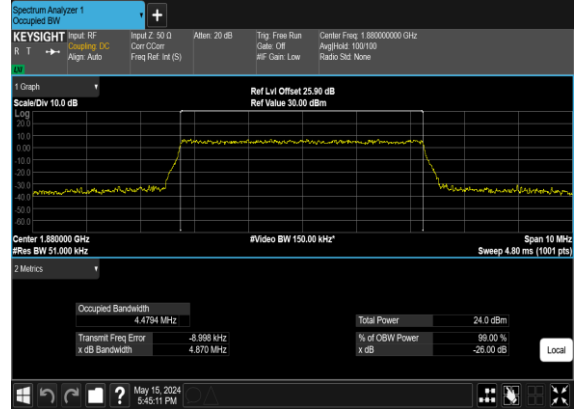 Spectrum Analyzer 1
Occupied BW
KEYSIGHT Input: RF Input Z: 50 Ω Atten: 20 dB Trig: Free Run Center Freq: 1.880000000 GHz
R T Coupling: DC Corr CCorr Gate: Off Avg|Hold: 100/100
Align: Auto Freq Ref: Int (S) #IF Gain: Low Radio Std: None
LW
1 Graph
Ref Lvl Offset 25.90 dB
Scale/Div 10.0 dB Ref Value 30.00 dBm
Log
20.0
10.0
0.00
-10.0
-20.0
-30.0
-40.0
-50.0
-60.0
Center 1.880000 GHz #Video BW 150.00 kHz* Span 10 MHz
#Res BW 51.000 kHz Sweep 4.80 ms (1001 pts)
2 Metrics
Occupied Bandwidth
4.4794 MHz Total Power 24.0 dBm
Transmit Freq Error -8.998 kHz % of OBW Power 99.00 %
x dB Bandwidth 4.870 MHz x dB -26.00 dB
Local
? May 15, 2024
5:45:11 PM